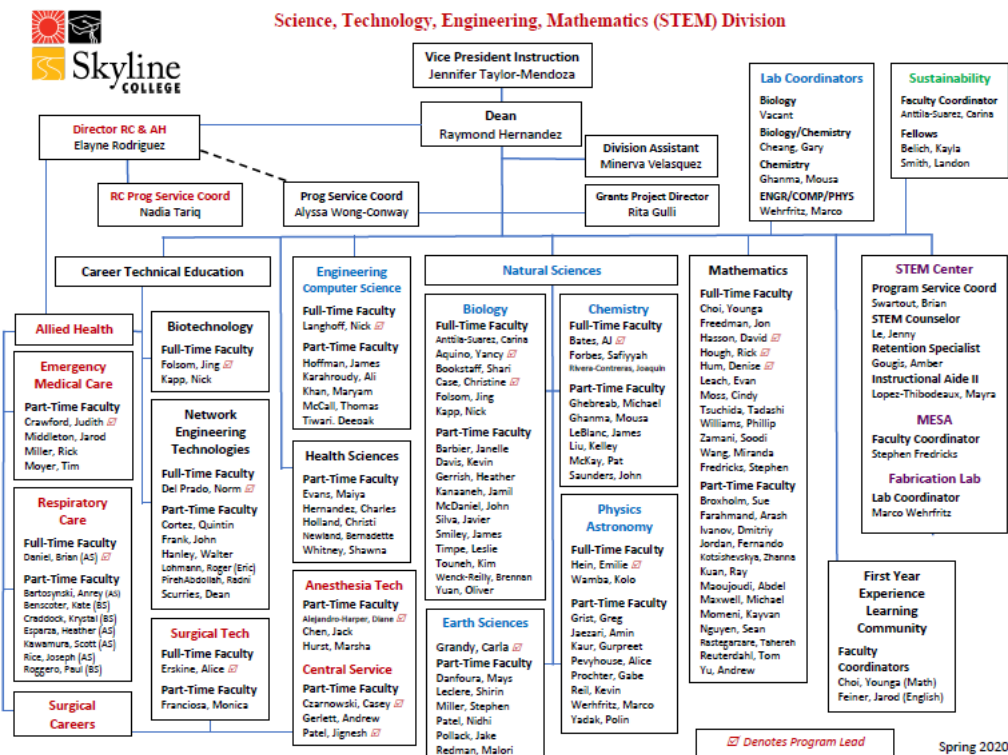 Science, Technology, Engineering, Mathematics (STEM) Division
Skyline
COLLEGE
Vice President Instruction
Jennifer Taylor-Mendoza
Dean
Raymond Hernandez
Director RC & AH
Elayne Rodriguez
Division Assistant
Minerva Velasquez
RC Prog Service Coord
Nadia Tariq
Prog Service Coord
Alyssa Wong-Conway
Grants Project Director
Rita Gulli
Lab Coordinators
Biology
Vacant
Biology/Chemistry
Cheang, Gary
Chemistry
Ghanma, Mousa
ENGR/COMP/PHYS
Wehrfritz, Marco
Sustainability
Faculty Coordinator
Anttila-Suarez, Carina
Fellows
Belich, Kayla
Smith, Landon
Career Technical Education
Allied Health
Emergency
Medical Care
Part-Time Faculty
Crawford, Judith ☑
Middleton, Jarod
Miller, Rick
Moyer, Tim
Respiratory
Care
Full-Time Faculty
Daniel, Brian (AS) ☑
Part-Time Faculty
Bartosynski, Anrey (AS)
Benscoter, Kate (BS)
Craddock, Krystal (BS)
Esparza, Heather (AS)
Kawamura, Scott (AS)
Rice, Joseph (AS)
Roggero, Paul (BS)
Surgical
Careers
Biotechnology
Full-Time Faculty
Folsom, Jing ☑
Kapp, Nick
Network
Engineering
Technologies
Full-Time Faculty
Del Prado, Norm ☑
Part-Time Faculty
Cortez, Quintin
Frank, John
Hanley, Walter
Lohmann, Roger (Eric)
PirehAbdollah, Radni
Scurries, Dean
Surgical Tech
Full-Time Faculty
Erskine, Alice ☑
Part-Time Faculty
Franciosa, Monica
Engineering
Computer Science
Full-Time Faculty
Langhoff, Nick ☑
Part-Time Faculty
Hoffman, James
Karahroudy, Ali
Khan, Maryam
McCall, Thomas
Tiwari, Deepak
Health Sciences
Part-Time Faculty
Evans, Maiya
Hernandez, Charles
Holland, Christi
Newland, Bernadette
Whitney, Shawna
Anesthesia Tech
Part-Time Faculty
Alejandro-Harper, Diane ☑
Chen, Jack
Hurst, Marsha
Central Service
Part-Time Faculty
Czarnowski, Casey ☑
Gerlett, Andrew
Patel, Jignesh ☑
Natural Sciences
Biology
Full-Time Faculty
Anttila-Suarez, Carina
Aquino, Yancy ☑
Bookstaff, Shari
Case, Christine ☑
Folsom, Jing
Kapp, Nick
Part-Time Faculty
Barbier, Janelle
Davis, Kevin
Gerrish, Heather
Kanaaneh, Jamil
McDaniel, John
Silva, Javier
Smiley, James
Timpe, Leslie
Touneh, Kim
Wenck-Reilly, Brennan
Yuan, Oliver
Earth Sciences
Grandy, Carla ☑
Part-Time Faculty
Danfoura, Mays
Leclere, Shirin
Miller, Stephen
Patel, Nidhi
Pollack, Jake
Redman, Malori
Chemistry
Full-Time Faculty
Bates, AJ ☑
Forbes, Safiyyah
Rivera-Contreras, Joaquin
Part-Time Faculty
Ghebreab, Michael
Ghanma, Mousa
LeBlanc, James
Liu, Kelley
McKay, Pat
Saunders, John
Physics
Astronomy
Full-Time Faculty
Hein, Emilie ☑
Wamba, Kolo
Part-Time Faculty
Grist, Greg
Jaezari, Amin
Kaur, Gurpreet
Pevyhouse, Alice
Prochter, Gabe
Reil, Kevin
Werhfritz, Marco
Yadak, Polin
Mathematics
Full-Time Faculty
Choi, Younga
Freedman, Jon
Hasson, David ☑
Hough, Rick ☑
Hum, Denise ☑
Leach, Evan
Moss, Cindy
Tsuchida, Tadashi
Williams, Phillip
Zamani, Soodi
Wang, Miranda
Fredricks, Stephen
Part-Time Faculty
Broxholm, Sue
Farahmand, Arash
Ivanov, Dmitriy
Jordan, Fernando
Kotsishevskya, Zhanna
Kuan, Ray
Maoujoudi, Abdel
Maxwell, Michael
Momeni, Kayvan
Nguyen, Sean
Rastegarzare, Tahereh
Reuterdahl, Tom
Yu, Andrew
STEM Center
Program Service Coord
Swartout, Brian
STEM Counselor
Le, Jenny
Retention Specialist
Gougis, Amber
Instructional Aide II
Lopez-Thibodeaux, Mayra
MESA
Faculty Coordinator
Stephen Fredricks
Fabrication Lab
Lab Coordinator
Marco Wehrfritz
First Year
Experience
Learning
Community
Faculty
Coordinators
Choi, Younga (Math)
Feiner, Jarod (English)
☑ Denotes Program Lead
Spring 2020